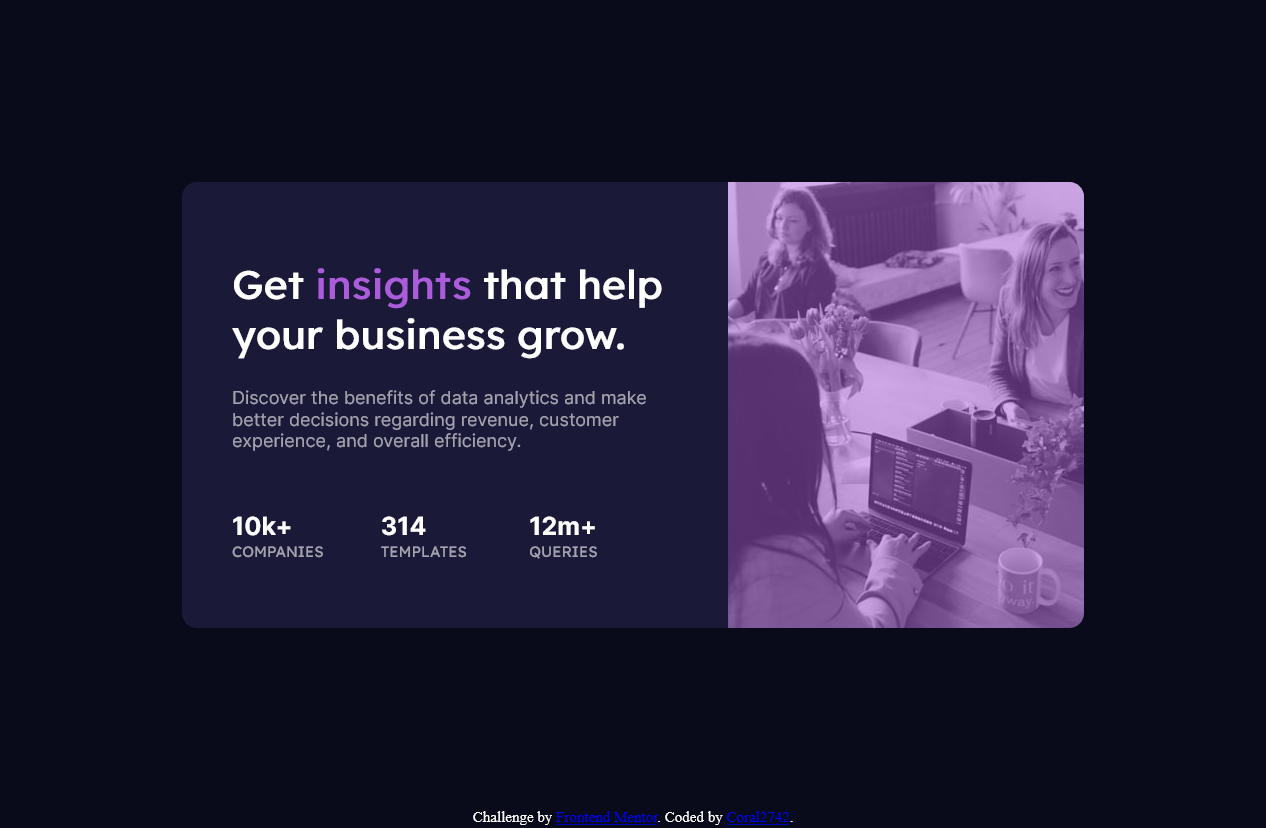 Get insights that help
your business grow.
Discover the benefits of data analytics and make
better decisions regarding revenue, customer
experience, and overall efficiency.
10k+ 314 12m+
COMPANIES TEMPLATES QUERIES
Challenge by Frontend Mentor. Coded by Coral2742.